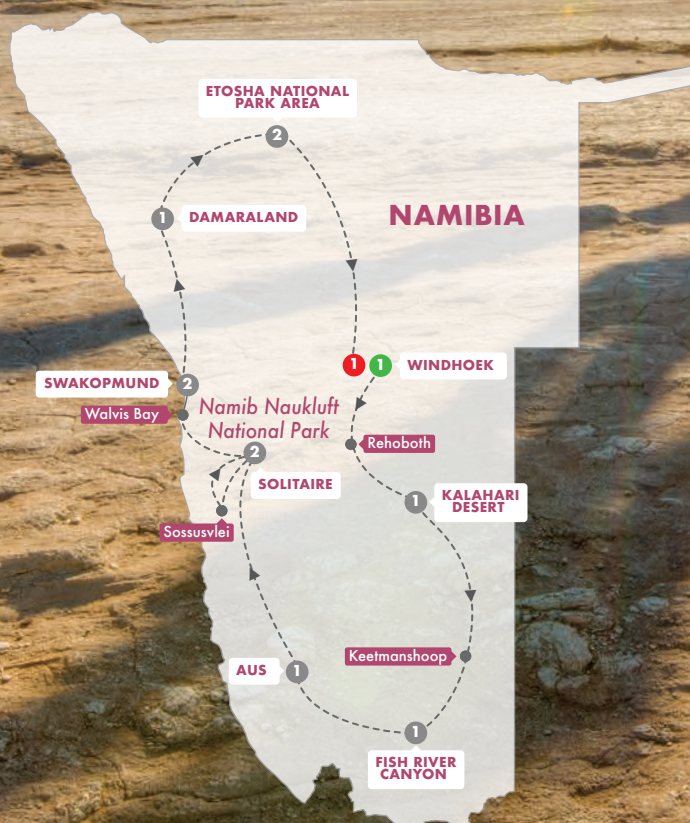 ETOSHA NATIONAL
PARK AREA
2
1
DAMARALAND
NAMIBIA
1
1
WINDHOEK
SWAKOPMUND
2
Walvis Bay
Namib Naukluft
National Park
Rehoboth
2
SOLITAIRE
1
KALAHARI
DESERT
Sossusvlei
Keetmanshoop
AUS
1
1
FISH RIVER
CANYON